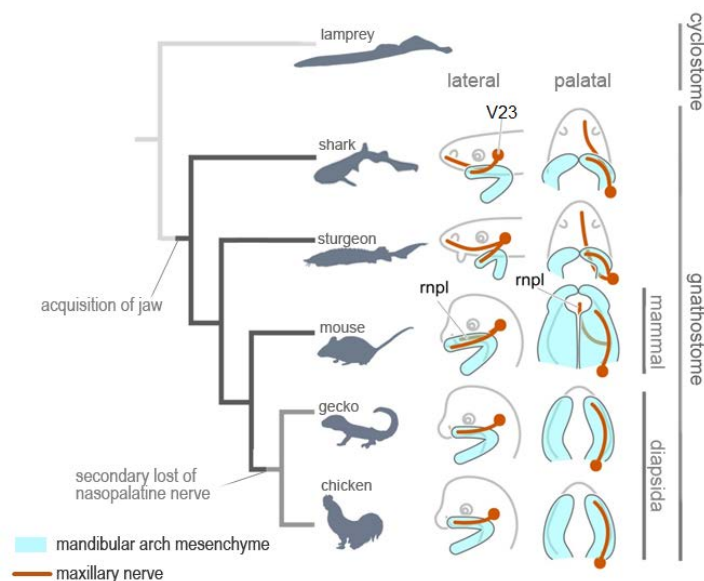 lamprey
cyclostome
lateral
palatal
V23
shark
sturgeon
acquisition of jaw
rnpl
rnpl
mouse
mammal
gnathostome
gecko
secondary lost of
nasopalatine nerve
chicken
diapsida
mandibular arch mesenchyme
maxillary nerve